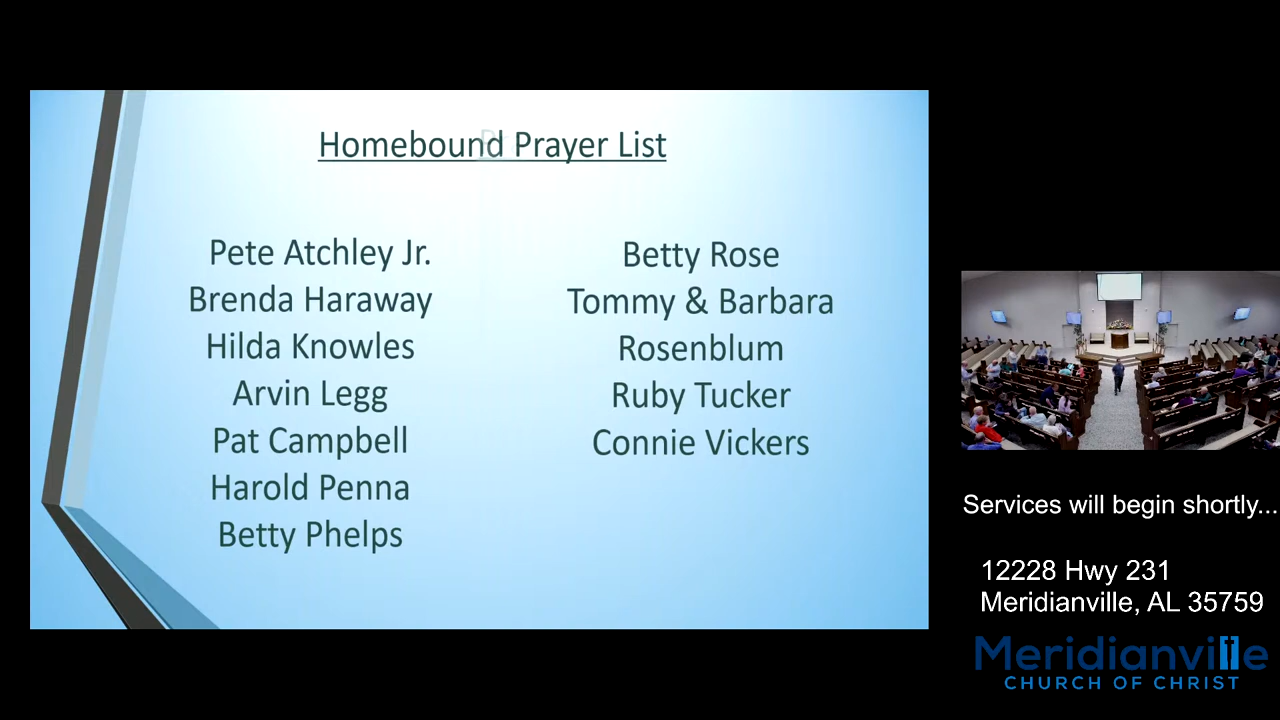 Homebound Prayer List
Pete Atchley Jr.
Brenda Haraway
Hilda Knowles
Arvin Legg
Pat Campbell
Harold Penna
Betty Phelps
Betty Rose
Tommy & Barbara
Rosenblum
Ruby Tucker
Connie Vickers
Services will begin shortly...
12228 Hwy 231
Meridianville, AL 35759
Meridianville
CHURCH OF CHRIST